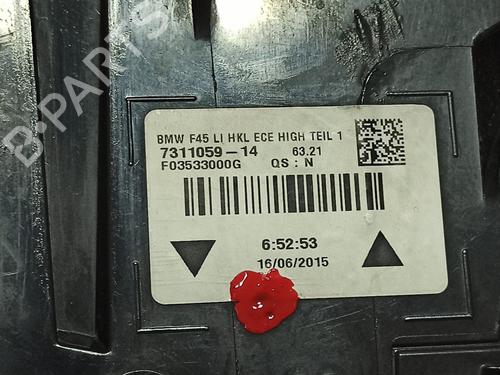 B-PARTS
BMW F45 LI HKL ECE HIGH TEIL 1
7311059-14 63.21
F03533000G QS : N
6:52:53
16/06/2015